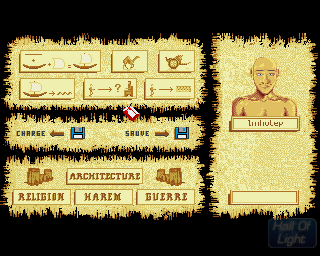 + =
?
Imhotep
CHARGE SAUVE
ARCHITECTURE
RELIGION HAREM GUERRE
Hall Of
Light